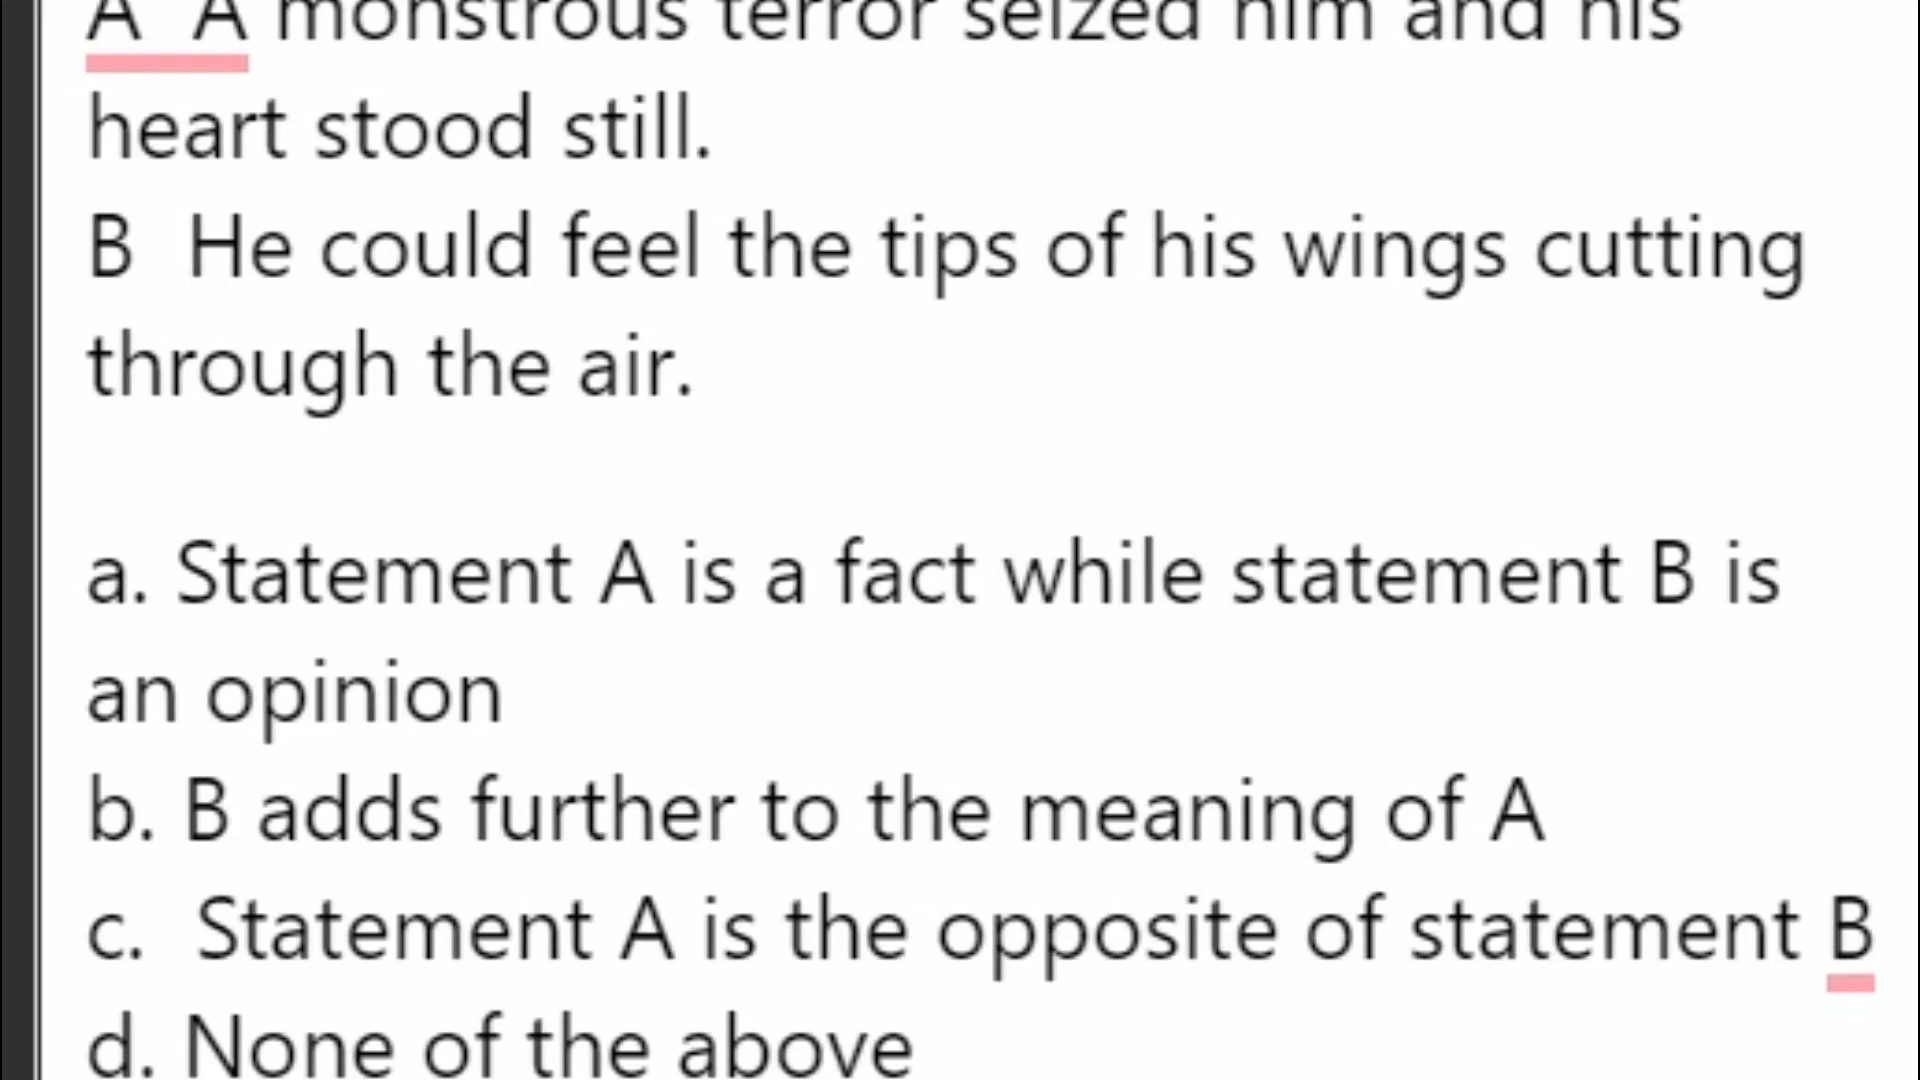 A  A monstrous terror seized him and his
heart stood still.
B  He could feel the tips of his wings cutting
through the air.
a. Statement A is a fact while statement B is
an opinion
b. B adds further to the meaning of A
c.  Statement A is the opposite of statement B
d. None of the above